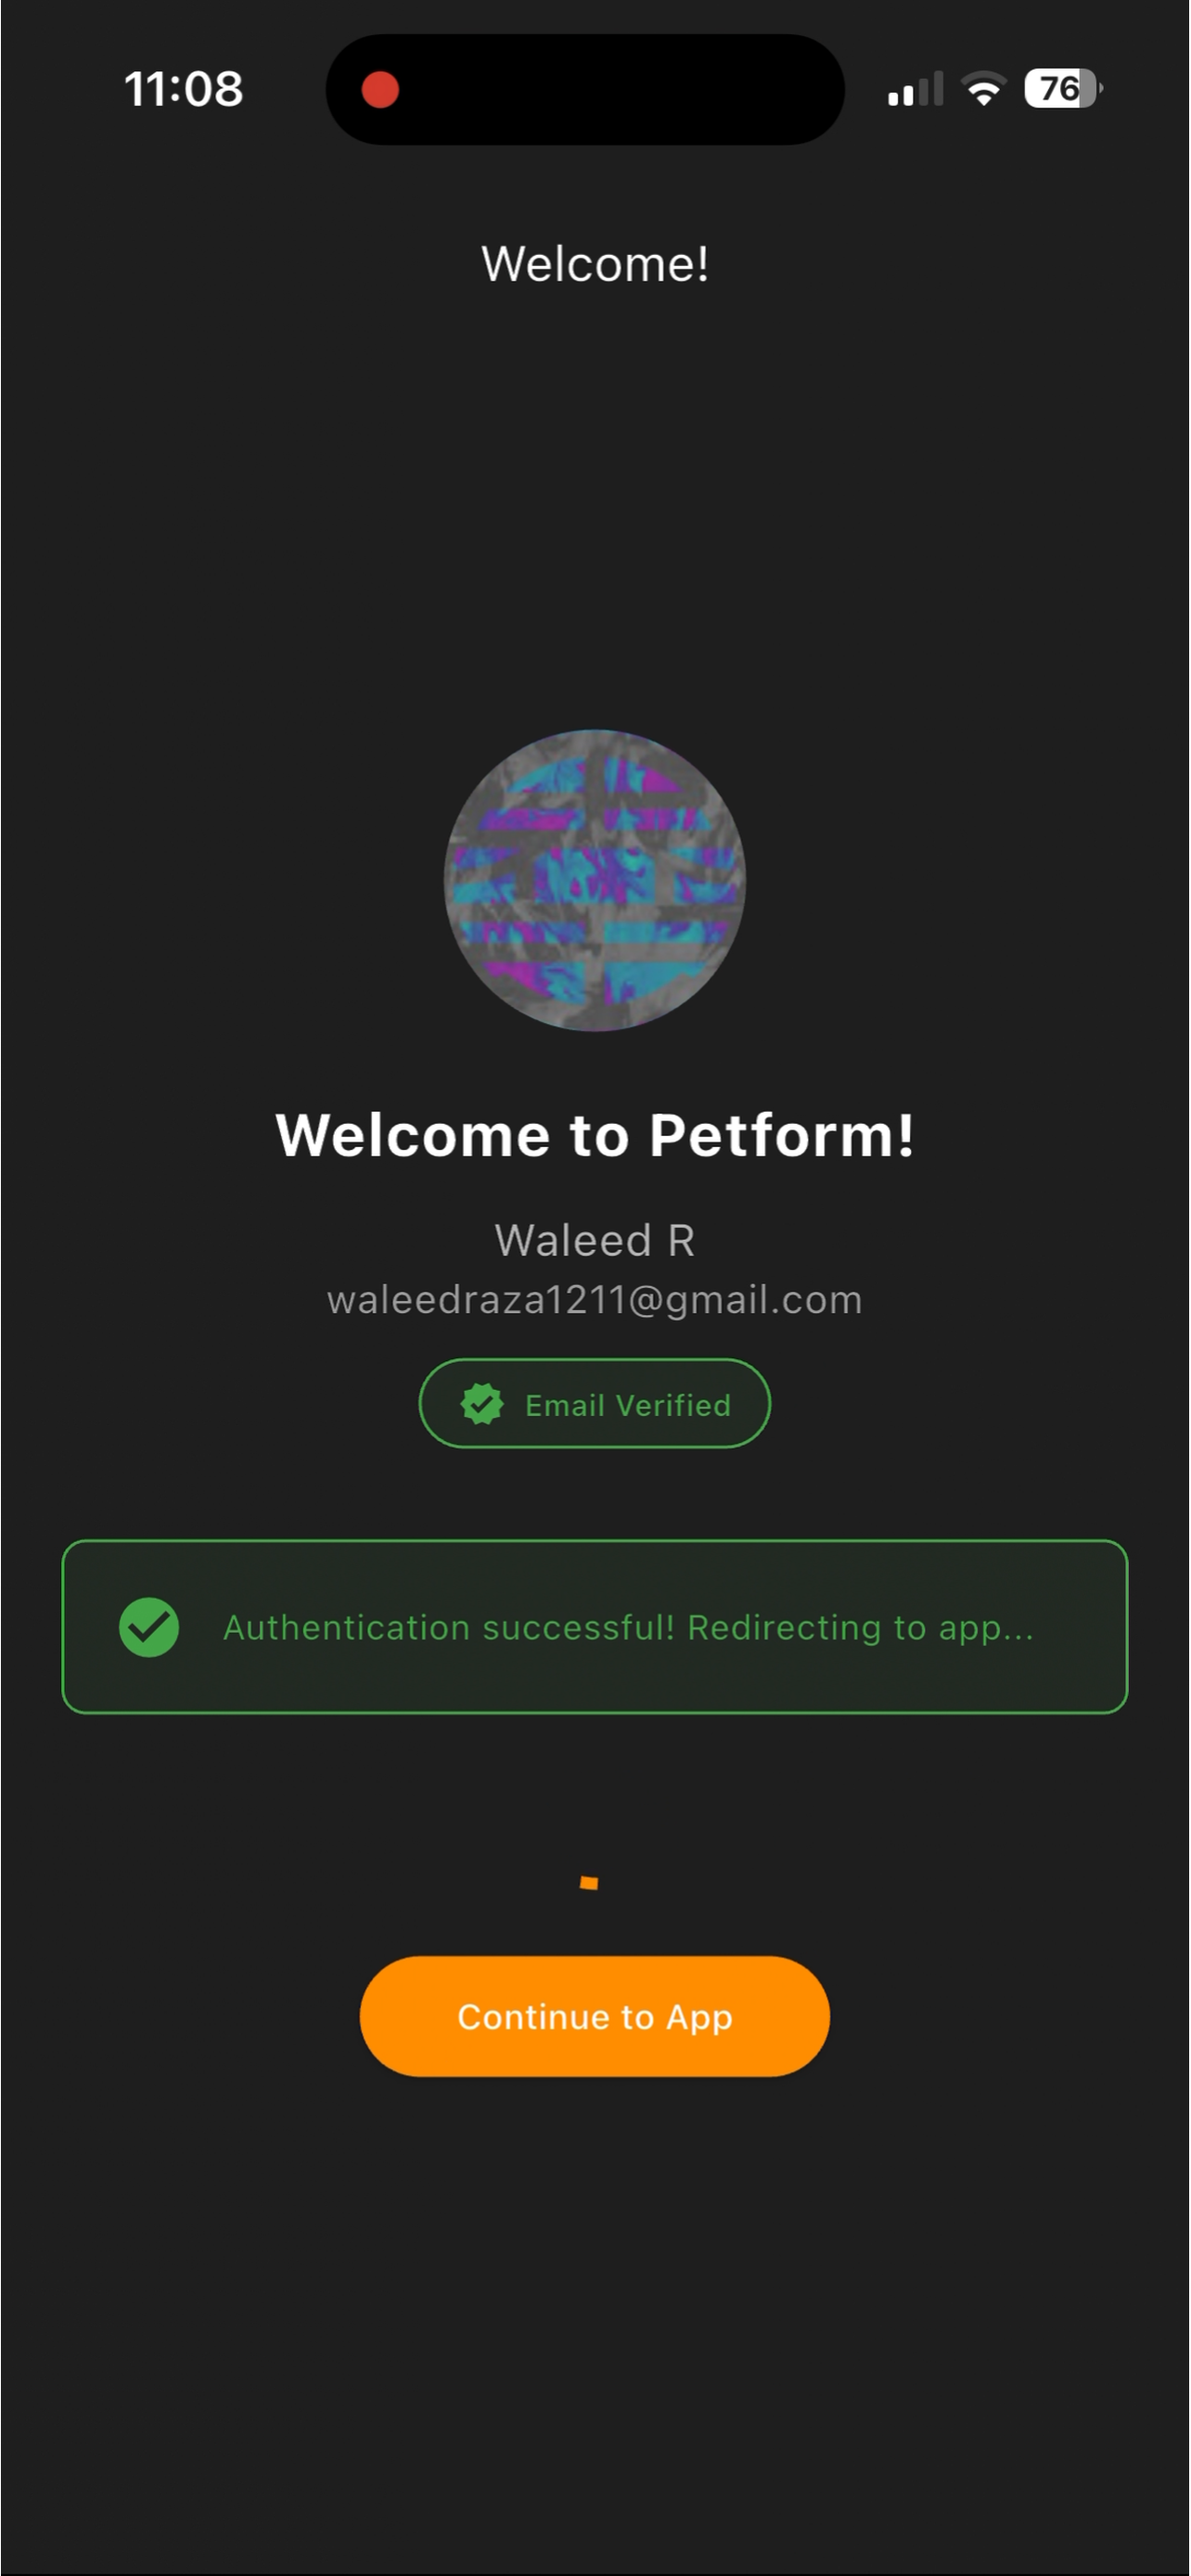 11:08
76
Welcome!
Welcome to Petform!
Waleed R
waleedraza1211@gmail.com
Email Verified
Authentication successful! Redirecting to app...
Continue to App